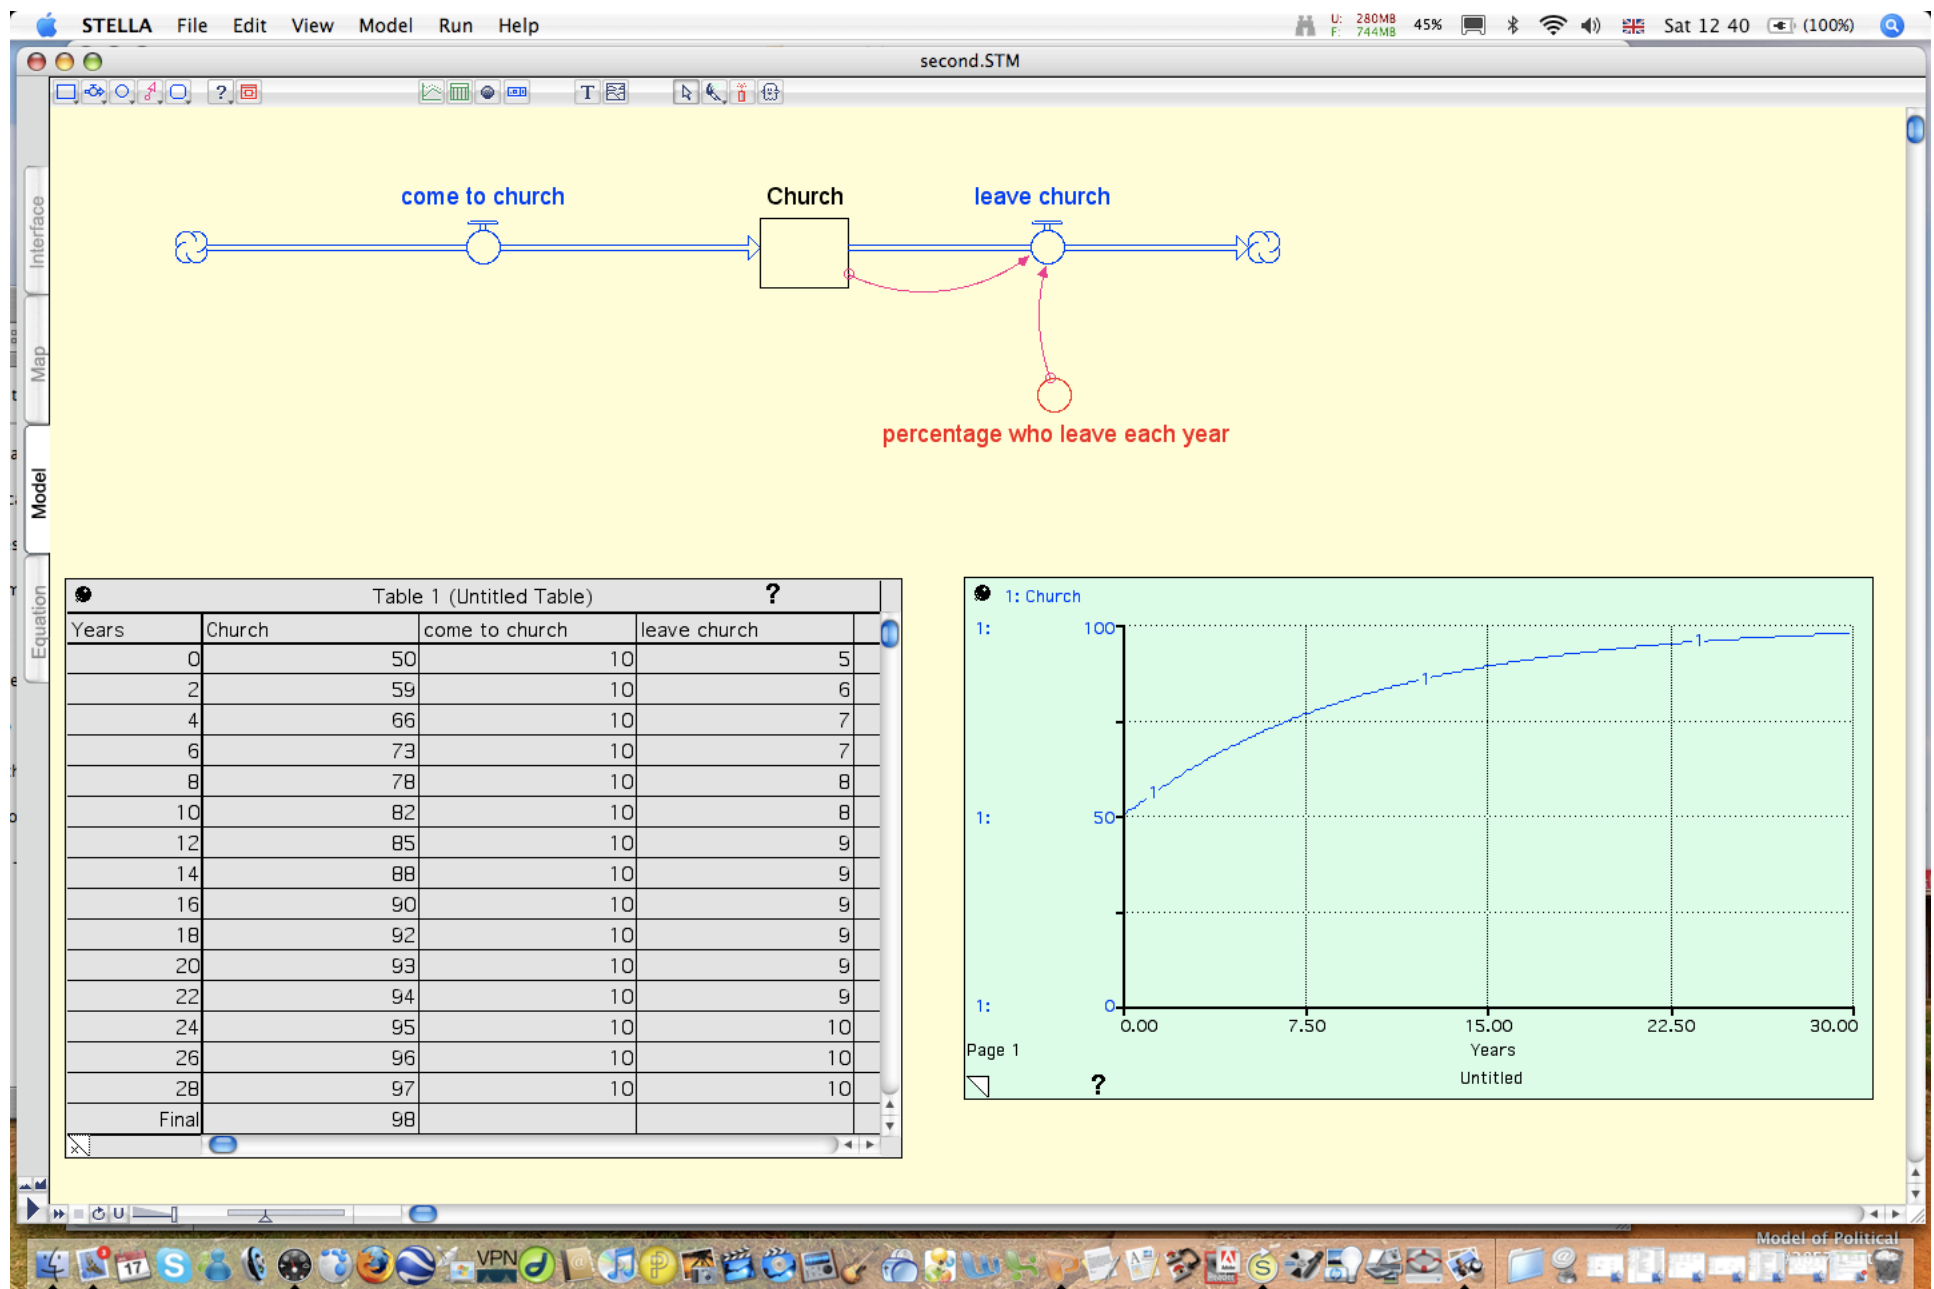 STELLA File Edit View Model Run Help U: 280MB F: 744MB 45% Sat 12 40 (100%)
second.STM
? T
Interface
Map
Model
Equation
come to church Church leave church
percentage who leave each year
Table 1 (Untitled Table) ?
Years Church come to church leave church
0 50 10 5
2 59 10 6
4 66 10 7
6 73 10 7
8 78 10 8
10 82 10 8
12 85 10 9
14 88 10 9
16 90 10 9
18 92 10 9
20 93 10 9
22 94 10 9
24 95 10 10
26 96 10 10
28 97 10 10
Final 98
1: Church
1: 100
1: 50
1: 0
1 1 1 1
0.00 7.50 15.00 22.50 30.00
Page 1 Years
? Untitled
U
Model of Political
17 VPN